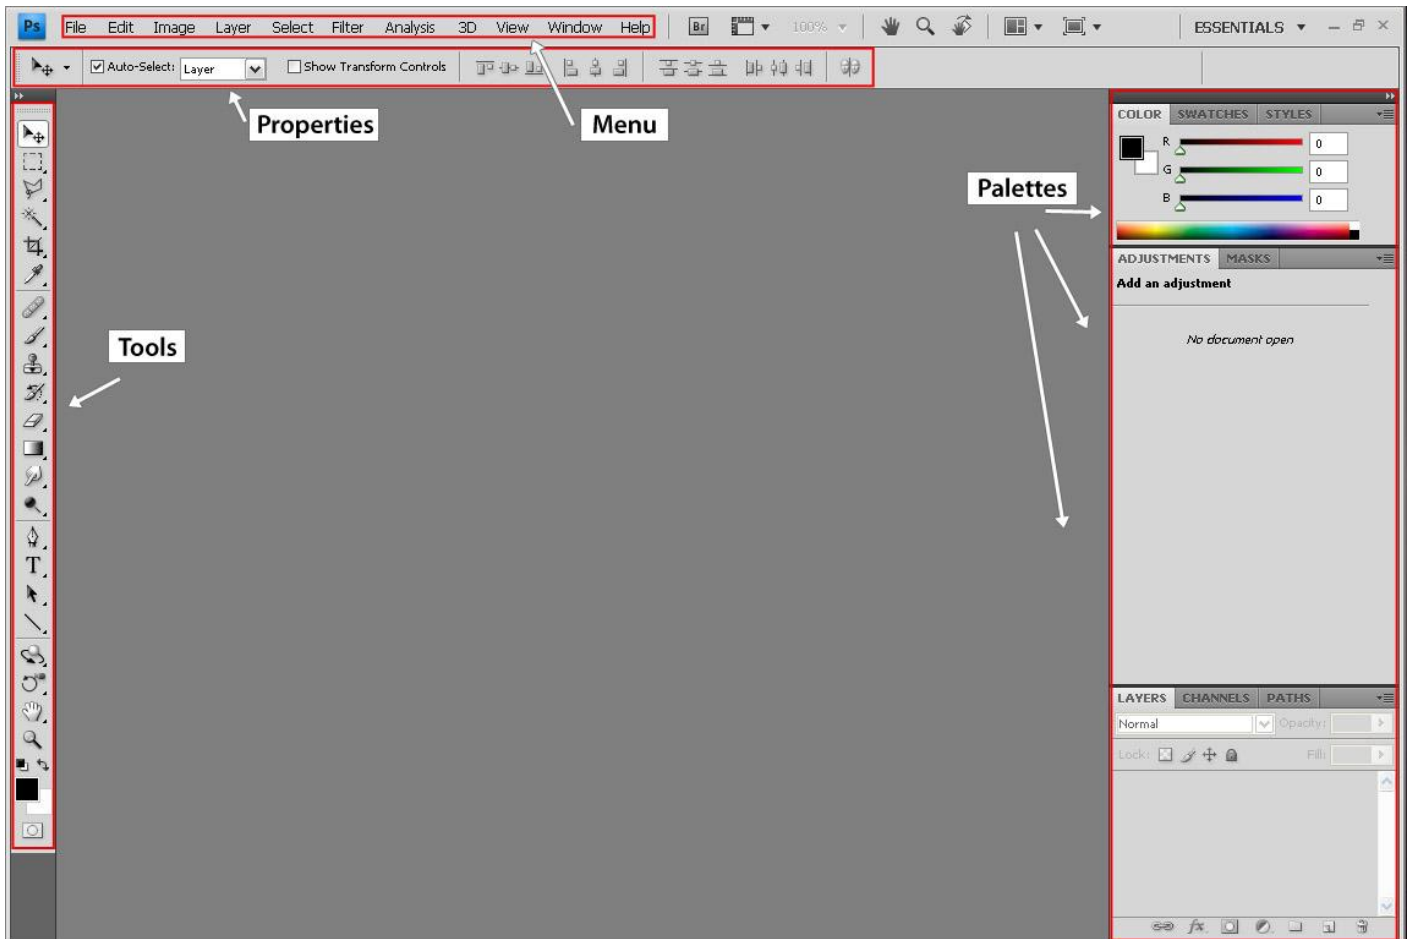 Ps File Edit Image Layer Select Filter Analysis 3D View Window Help Br 100% ESSENTIALS
Auto-Select: Layer Show Transform Controls
Properties
Menu
Palettes
Tools
COLOR SWATCHES STYLES
R 0
G 0
B 0
ADJUSTMENTS MASKS
Add an adjustment
No document open
T
LAYERS CHANNELS PATHS
Normal Opacity:
Lock: Fill:
fx